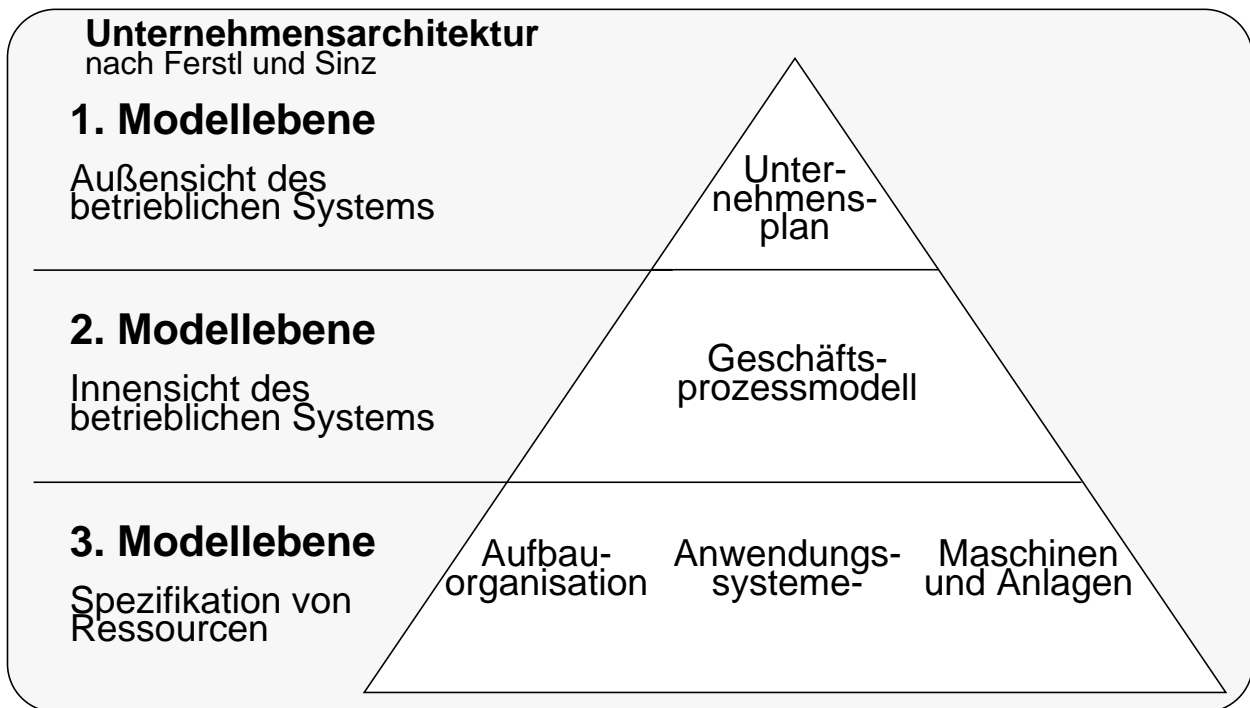 Unternehmensarchitektur
nach Ferstl und Sinz
1. Modellebene
Außensicht des
betrieblichen Systems
Unter-
nehmens-
plan
2. Modellebene
Innensicht des
betrieblichen Systems
Geschäfts-
prozessmodell
3. Modellebene
Spezifikation von
Ressourcen
Aufbau-
organisation
Anwendungs-
systeme-
Maschinen
und Anlagen